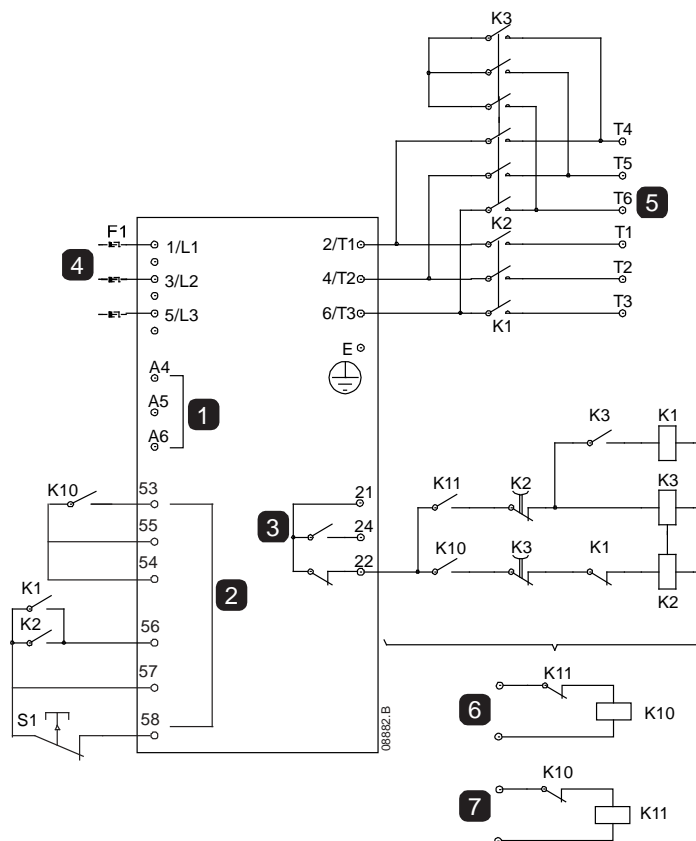 K3
T4
T5
T6
5
K2
T1
T2
T3
K1
F1
4
1/L1
3/L2
5/L3
2/T1
4/T2
6/T3
E
A4
A5
A6
1
K10
53
55
54
2
K1
K2
56
57
S1
58
3
21
24
22
K11
K2
K3
K1
K3
K10
K3
K1
K2
08882.B
6
K11
K10
7
K10
K11